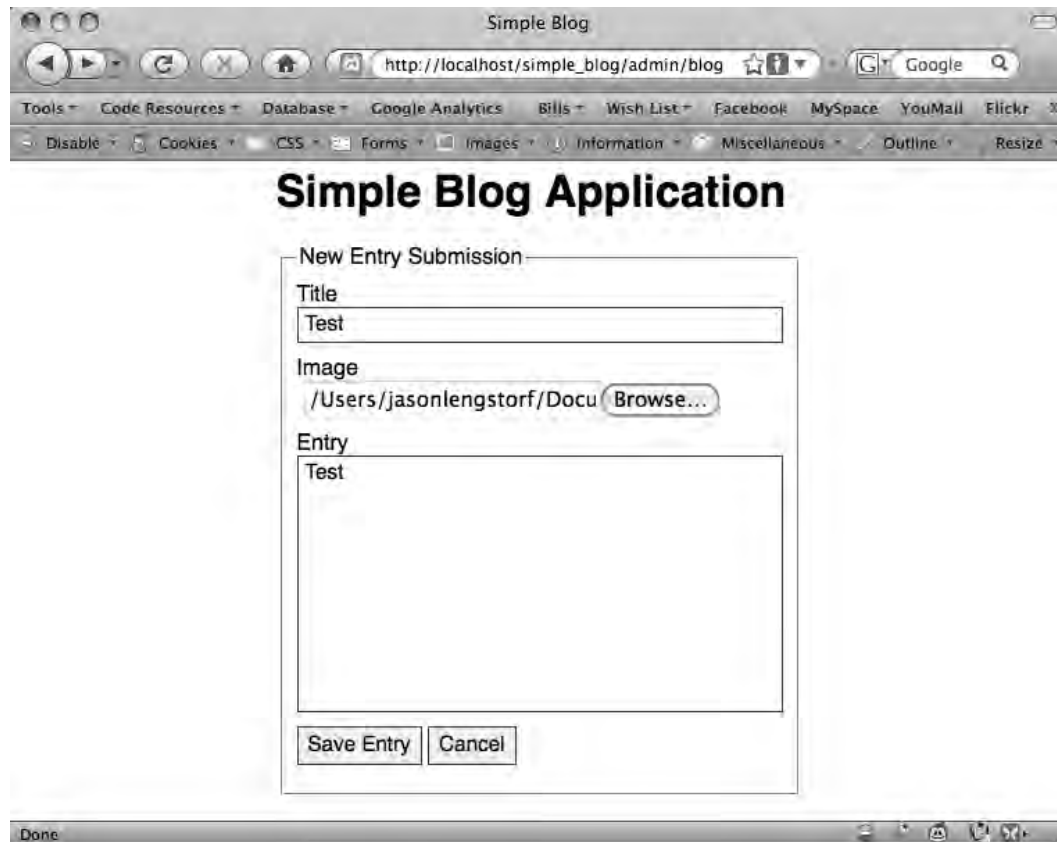 Simple Blog
http://localhost/simple_blog/admin/blog G Google
Tools Code Resources Database Google Analytics Bills Wish List Facebook MySpace YouMail Flickr
Disable Cookies CSS Forms Images Information Miscellaneous Outline Resize
Simple Blog Application
New Entry Submission
Title
Test
Image
/Users/jasonlengstorf/Docu Browse...
Entry
Test
Save Entry Cancel
Done